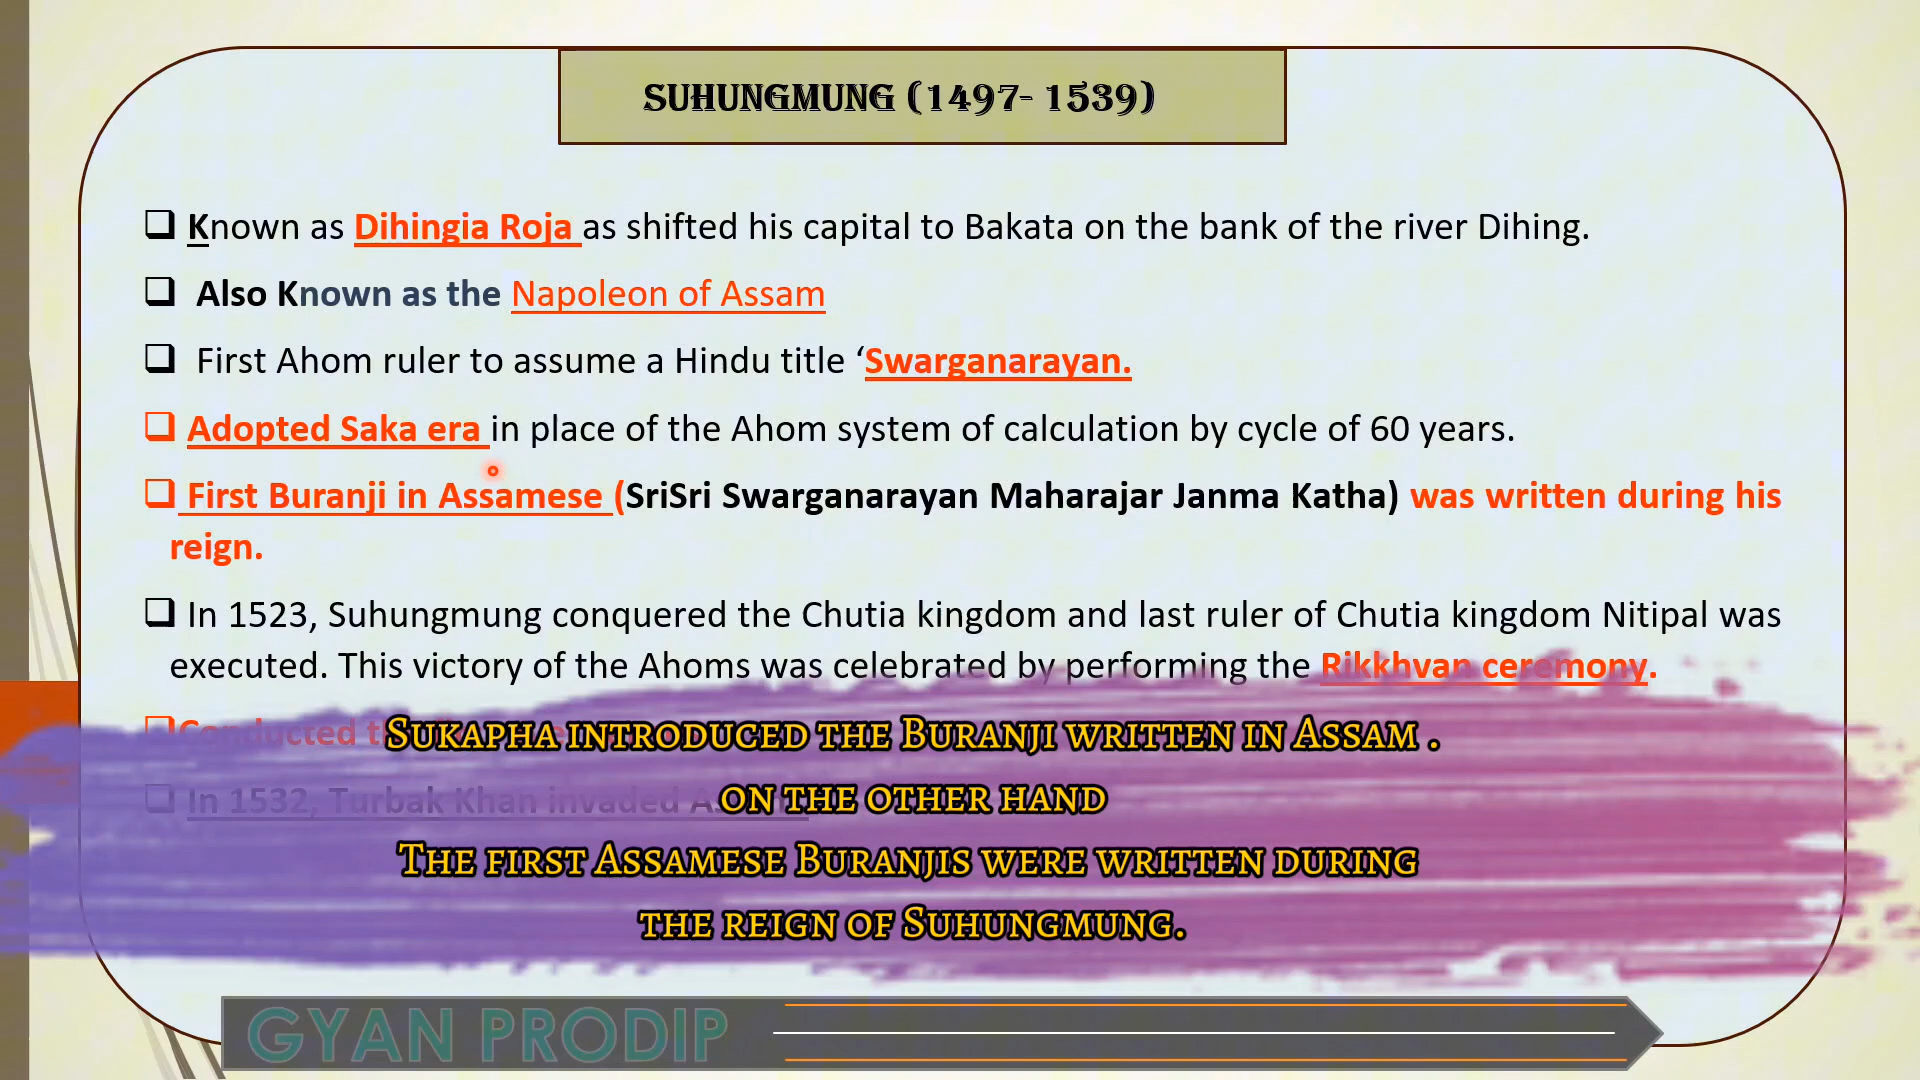 SUHUNGMUNG (1497- 1539)
Known as Dihingia Roja as shifted his capital to Bakata on the bank of the river Dihing.
Also Known as the Napoleon of Assam
First Ahom ruler to assume a Hindu title ‘Swarganarayan.
Adopted Saka era in place of the Ahom system of calculation by cycle of 60 years.
First Buranji in Assamese (SriSri Swarganarayan Maharajar Janma Katha) was written during his
reign.
In 1523, Suhungmung conquered the Chutia kingdom and last ruler of Chutia kingdom Nitipal was
executed. This victory of the Ahoms was celebrated by performing the Rikkhvan ceremony.
Conducted
Sukapha introduced the Buranji written in Assam .
In 1532, Turbak Khan invaded
on the other hand
The first Assamese Buranjis were written during
the reign of Suhungmung.
GYAN PRODIP